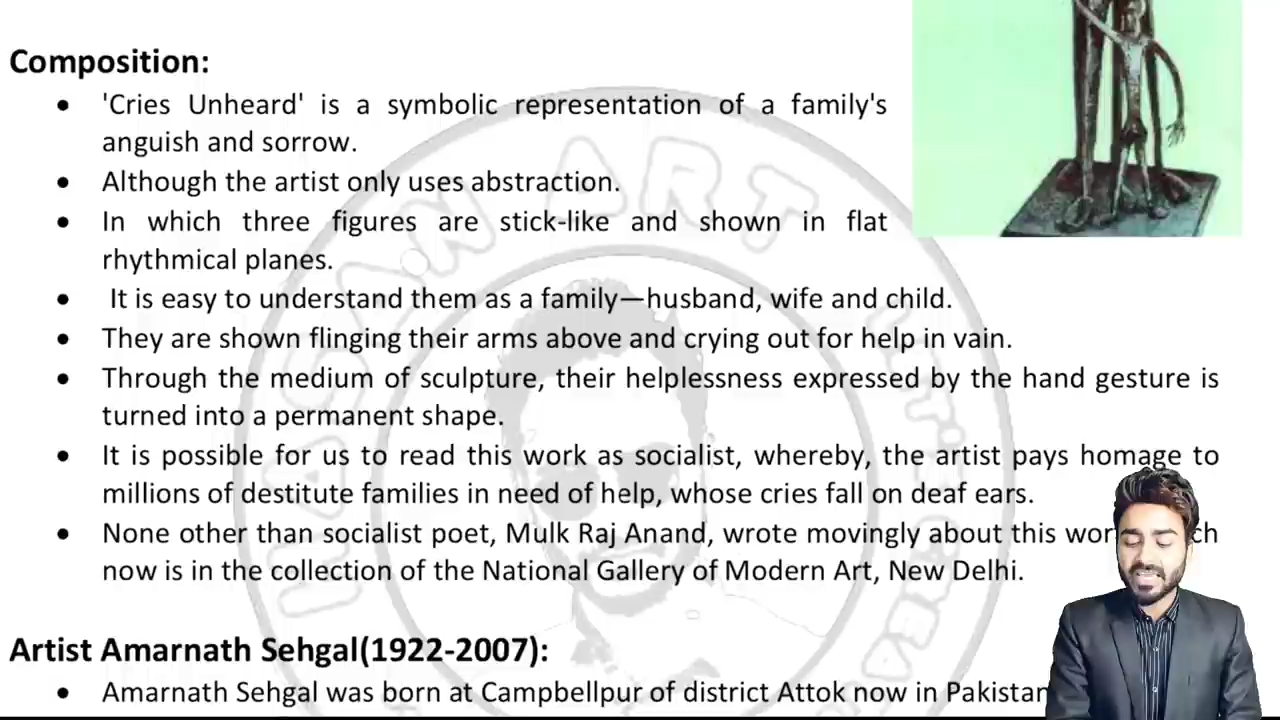 Composition:
• 'Cries Unheard' is a symbolic representation of a family's
anguish and sorrow.
• Although the artist only uses abstraction.
• In which three figures are stick-like and shown in flat
rhythmical planes.
• It is easy to understand them as a family—husband, wife and child.
• They are shown flinging their arms above and crying out for help in vain.
• Through the medium of sculpture, their helplessness expressed by the hand gesture is
turned into a permanent shape.
• It is possible for us to read this work as socialist, whereby, the artist pays homage to
millions of destitute families in need of help, whose cries fall on deaf ears.
• None other than socialist poet, Mulk Raj Anand, wrote movingly about this wor ch
now is in the collection of the National Gallery of Modern Art, New Delhi.
Artist Amarnath Sehgal(1922-2007):
• Amarnath Sehgal was born at Campbellpur of district Attok now in Pakistan